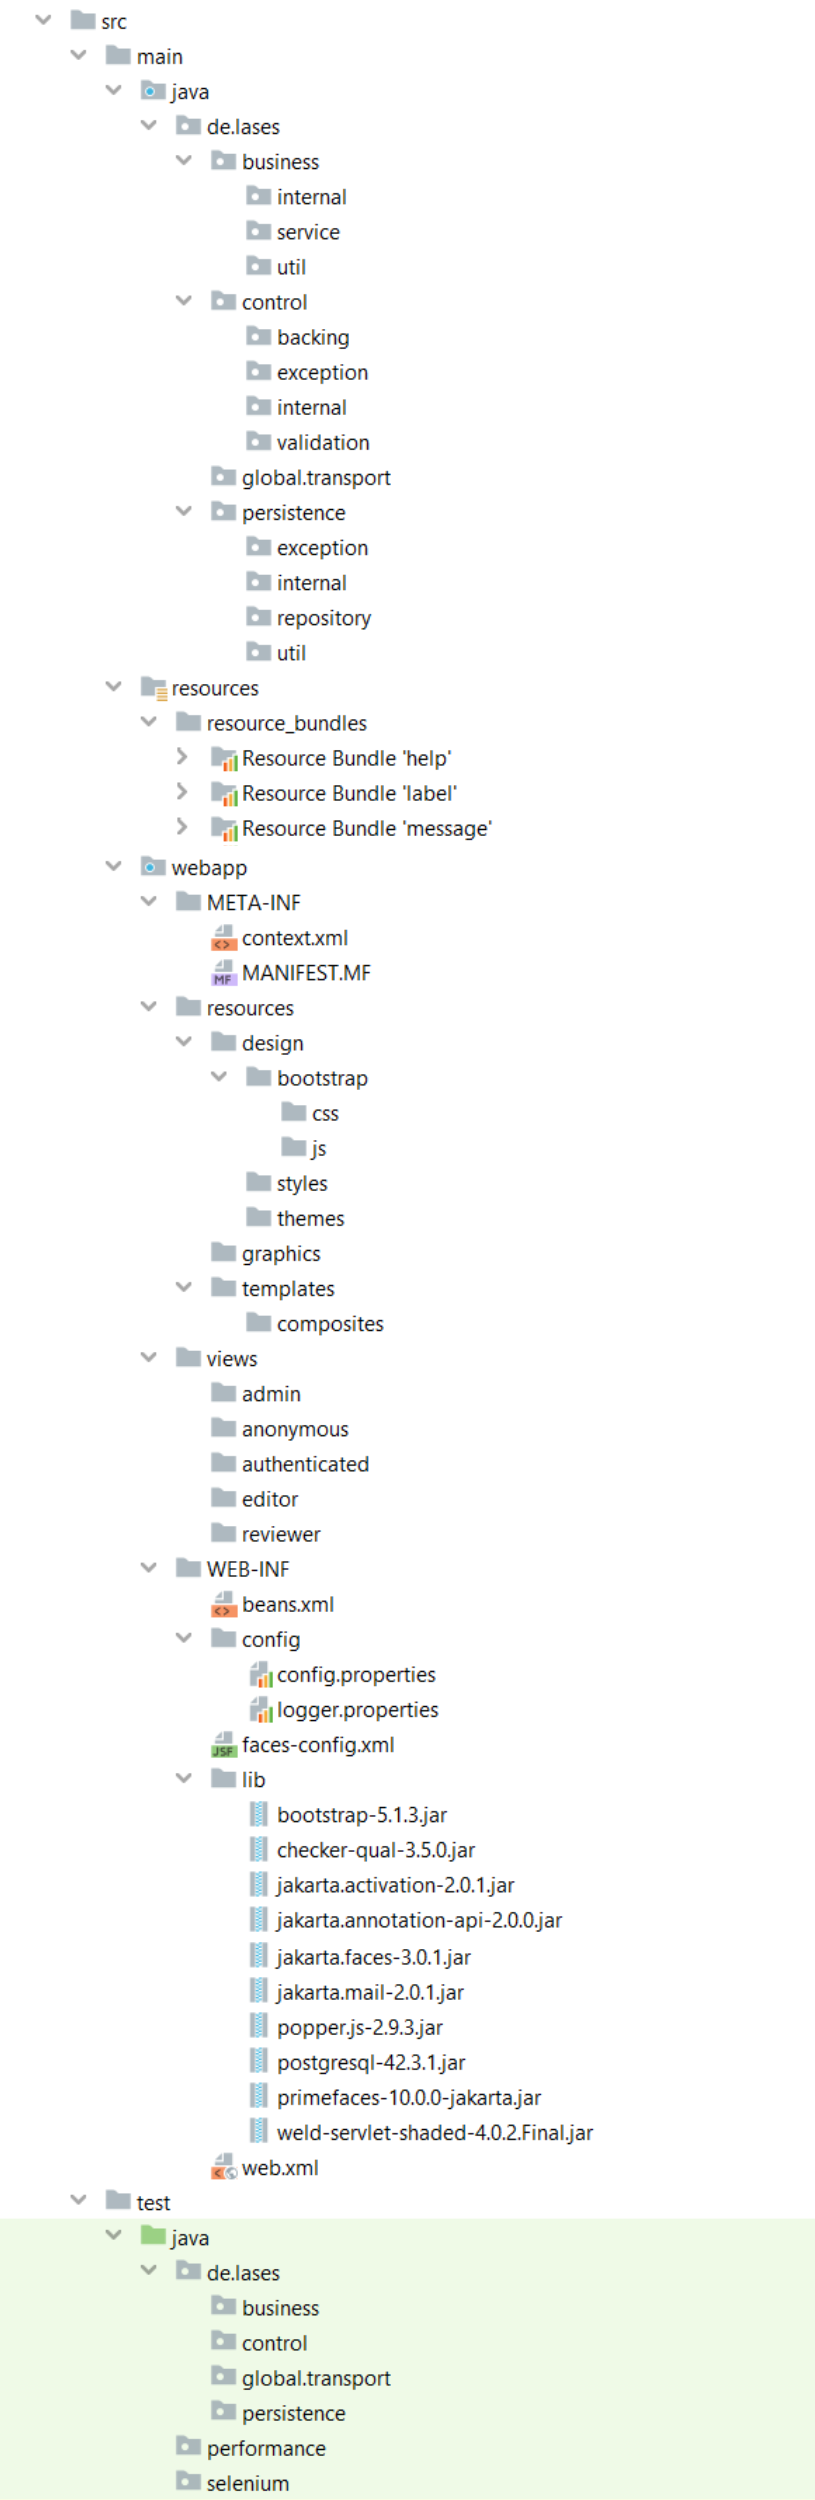 src
main
java
de.lases
business
internal
service
util
control
backing
exception
internal
validation
global.transport
persistence
exception
internal
repository
util
resources
resource_bundles
Resource Bundle 'help'
Resource Bundle 'label'
Resource Bundle 'message'
webapp
META-INF
context.xml
MANIFEST.MF
resources
design
bootstrap
css
js
styles
themes
graphics
templates
composites
views
admin
anonymous
authenticated
editor
reviewer
WEB-INF
beans.xml
config
config.properties
logger.properties
faces-config.xml
lib
bootstrap-5.1.3.jar
checker-qual-3.5.0.jar
jakarta.activation-2.0.1.jar
jakarta.annotation-api-2.0.0.jar
jakarta.faces-3.0.1.jar
jakarta.mail-2.0.1.jar
popper.js-2.9.3.jar
postgresql-42.3.1.jar
primefaces-10.0.0-jakarta.jar
weld-servlet-shaded-4.0.2.Final.jar
web.xml
test
java
de.lases
business
control
global.transport
persistence
performance
selenium